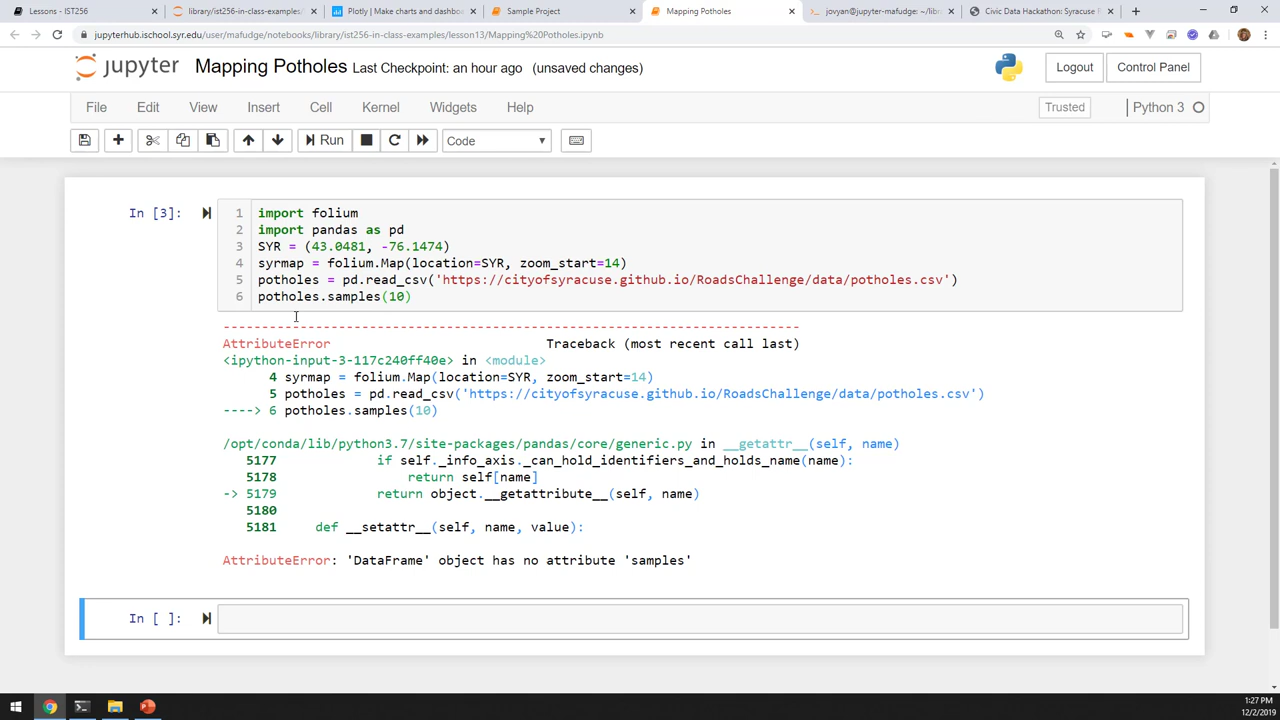 Lessons - IST256
library/ist256-in-class-examples/
Plotly | Make charts and dashboa
Sample Project
Mapping Potholes
jovyan@jupyter-mafudge: ~/libr
Civic Data Hackathon: Syracuse R
jupyterhub.ischool.syr.edu/user/mafudge/notebooks/library/ist256-in-class-examples/lesson13/Mapping%20Potholes.ipynb
jupyter Mapping Potholes Last Checkpoint: an hour ago (unsaved changes)
Logout
Control Panel
File Edit View Insert Cell Kernel Widgets Help
Trusted
Python 3
Run
Code
In [3]:
1 import folium
2 import pandas as pd
3 SYR = (43.0481, -76.1474)
4 syrmap = folium.Map(location=SYR, zoom_start=14)
5 potholes = pd.read_csv('https://cityofsyracuse.github.io/RoadsChallenge/data/potholes.csv')
6 potholes.samples(10)
---------------------------------------------------------------------------
AttributeError                            Traceback (most recent call last)
<ipython-input-3-117c240ff40e> in <module>
4 syrmap = folium.Map(location=SYR, zoom_start=14)
5 potholes = pd.read_csv('https://cityofsyracuse.github.io/RoadsChallenge/data/potholes.csv')
----> 6 potholes.samples(10)
/opt/conda/lib/python3.7/site-packages/pandas/core/generic.py in __getattr__(self, name)
5177 if self._info_axis._can_hold_identifiers_and_holds_name(name):
5178 return self[name]
-> 5179 return object.__getattribute__(self, name)
5180
5181 def __setattr__(self, name, value):
AttributeError: 'DataFrame' object has no attribute 'samples'
In [ ]:
1:27 PM
12/2/2019